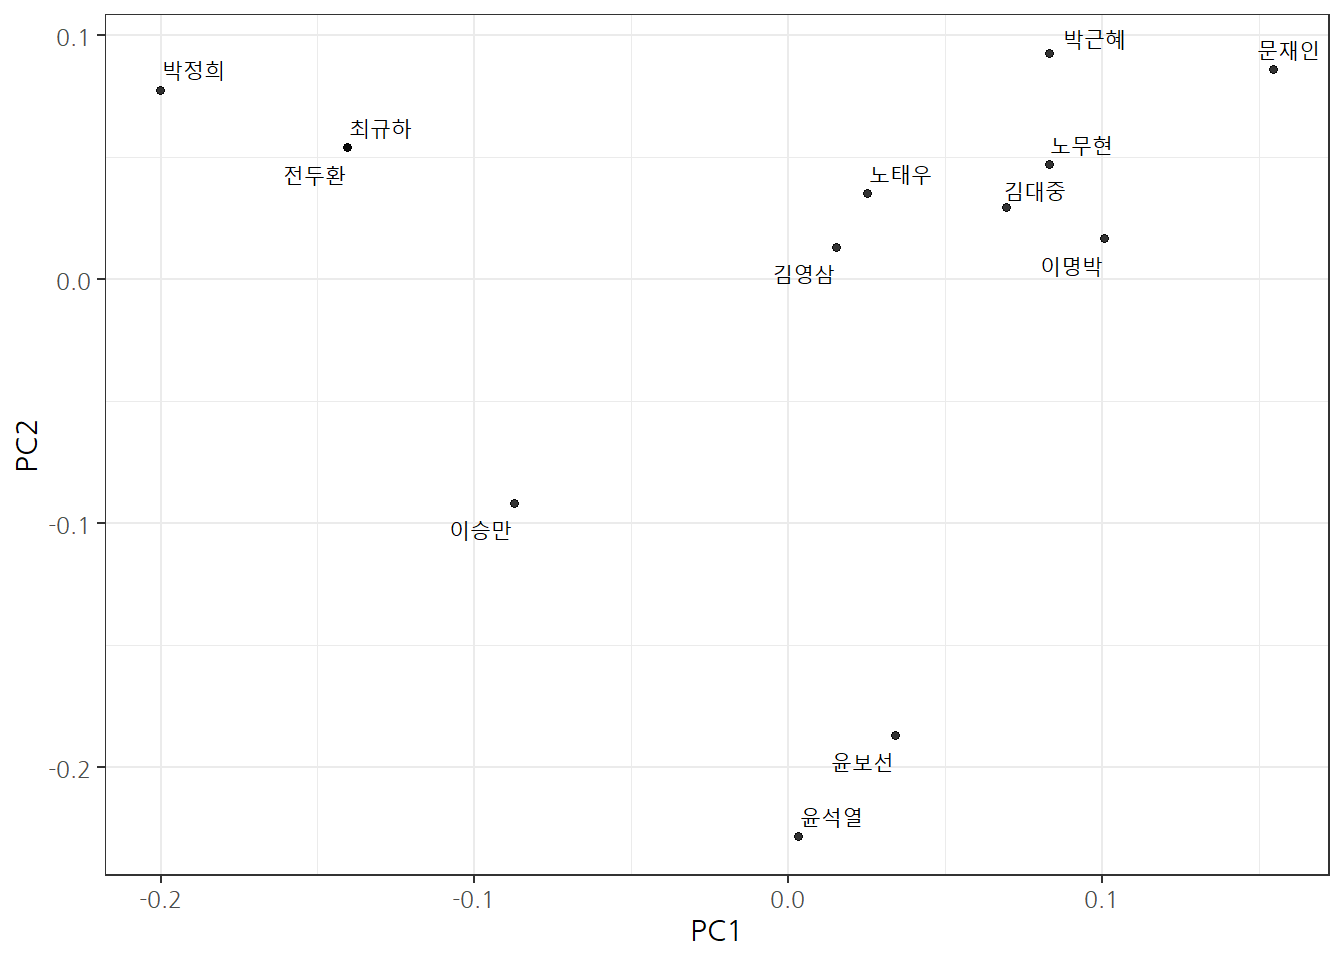 0.1
0.0
-0.1
-0.2
PC2
박근혜
문재인
박정희
최규하
노무현
전두환
노태우
김대중
김영삼
이명박
이승만
윤보선
윤석열
-0.2
-0.1
0.0
0.1
PC1